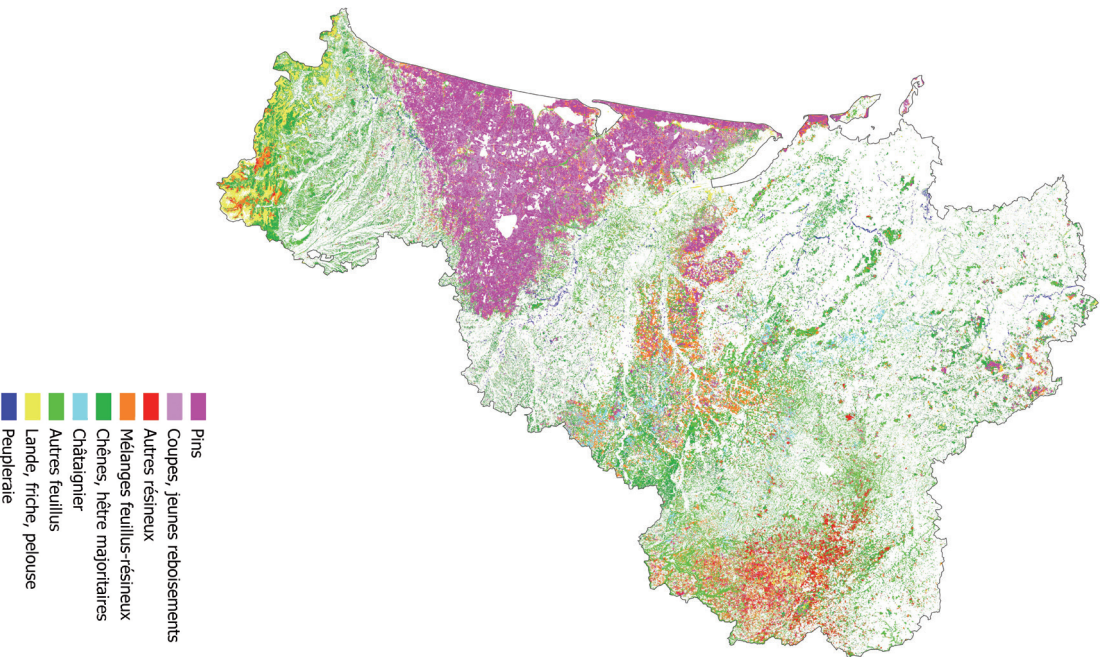 Pins
Coupes, jeunes reboisements
Autres résineux
Mélanges feuillus-résineux
Chênes, hêtre majoritaires
Châtaignier
Autres feuillus
Lande, friche, pelouse
Peupleraie